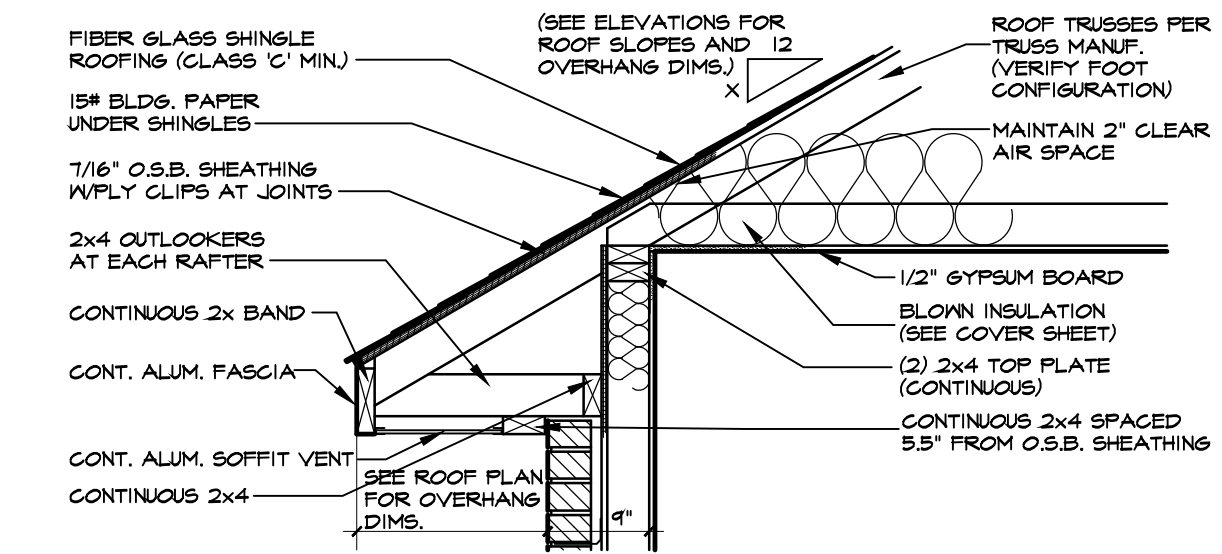 FIBER GLASS SHINGLE
ROOFING (CLASS 'C' MIN.)
15# BLDG. PAPER
UNDER SHINGLES
7/16" O.S.B. SHEATHING
W/PLY CLIPS AT JOINTS
2x4 OUTLOOKERS
AT EACH RAFTER
CONTINUOUS 2x BAND
CONT. ALUM. FASCIA
CONT. ALUM. SOFFIT VENT
CONTINUOUS 2x4
(SEE ELEVATIONS FOR
ROOF SLOPES AND
OVERHANG DIMS.)
12
X
ROOF TRUSSES PER
TRUSS MANUF.
(VERIFY FOOT
CONFIGURATION)
MAINTAIN 2" CLEAR
AIR SPACE
1/2" GYPSUM BOARD
BLOWN INSULATION
(SEE COVER SHEET)
(2) 2x4 TOP PLATE
(CONTINUOUS)
CONTINUOUS 2x4 SPACED
5.5" FROM O.S.B. SHEATHING
SEE ROOF PLAN
FOR OVERHANG
DIMS.
9"